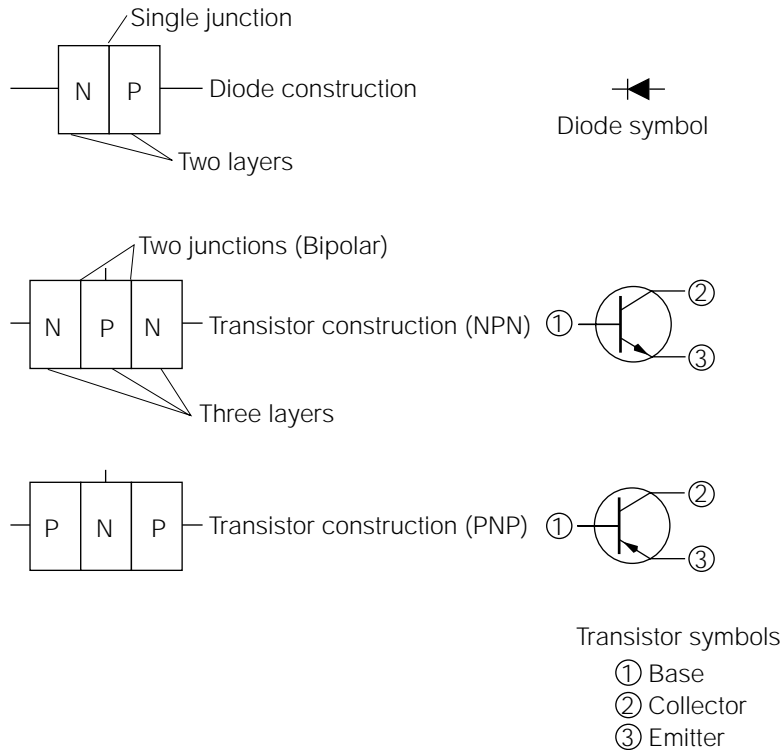 Single junction
N P Diode construction
Diode symbol
Two layers
Two junctions (Bipolar)
N P N Transistor construction (NPN) ① ② ③
Three layers
P N P Transistor construction (PNP) ① ② ③
Transistor symbols
① Base
② Collector
③ Emitter